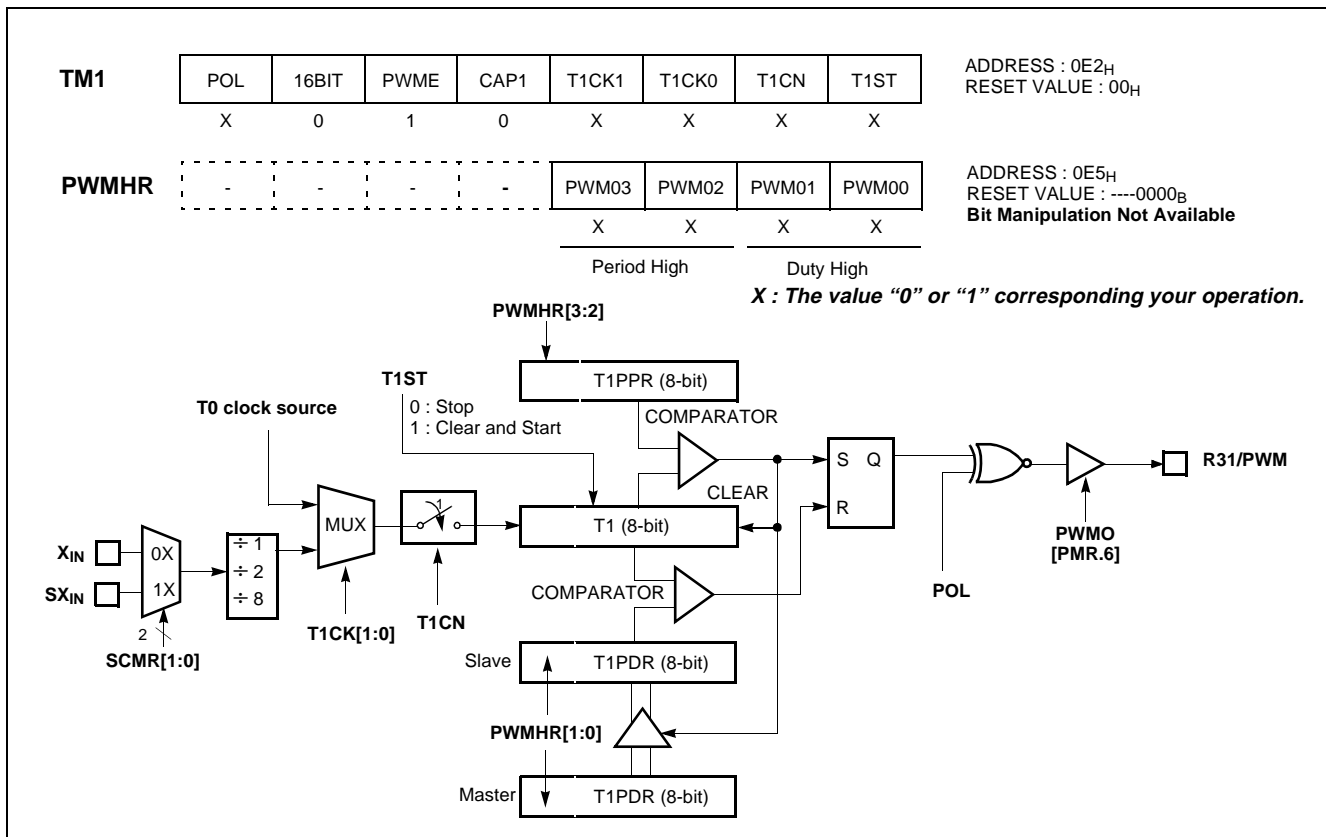 TM1
POL 16BIT PWME CAP1 T1CK1 T1CK0 T1CN T1ST
X 0 1 0 X X X X
ADDRESS : 0E2H
RESET VALUE : 00H
PWMHR
- - - - PWM03 PWM02 PWM01 PWM00
X X X X
Period High Duty High
ADDRESS : 0E5H
RESET VALUE : ----0000B
Bit Manipulation Not Available
X : The value “0” or “1” corresponding your operation.
PWMHR[3:2]
T1PPR (8-bit)
T1ST
0 : Stop
1 : Clear and Start
T0 clock source
COMPARATOR
S Q
R
R31/PWM
CLEAR
MUX
1
T1 (8-bit)
XIN
SXIN
0X
1X
÷ 1
÷ 2
÷ 8
PWMO
[PMR.6]
POL
COMPARATOR
2
SCMR[1:0]
T1CK[1:0]
T1CN
Slave
T1PDR (8-bit)
PWMHR[1:0]
Master
T1PDR (8-bit)